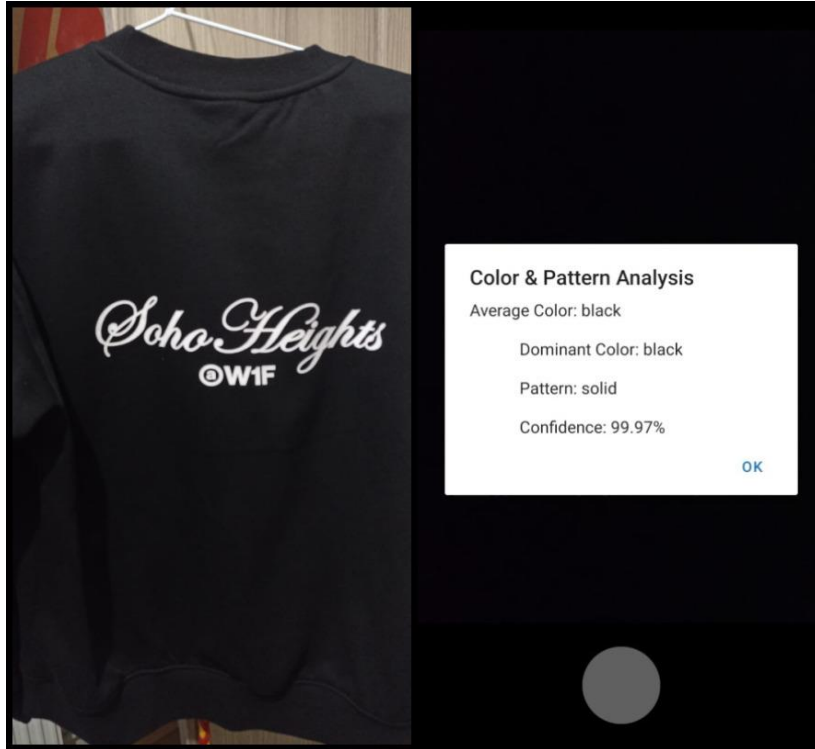 Soho Heights
@W1F
Color & Pattern Analysis
Average Color: black
Dominant Color: black
Pattern: solid
Confidence: 99.97%
OK